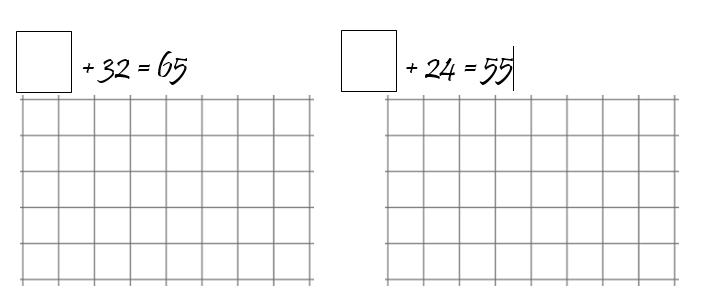 + 32 = 65
+ 24 = 55